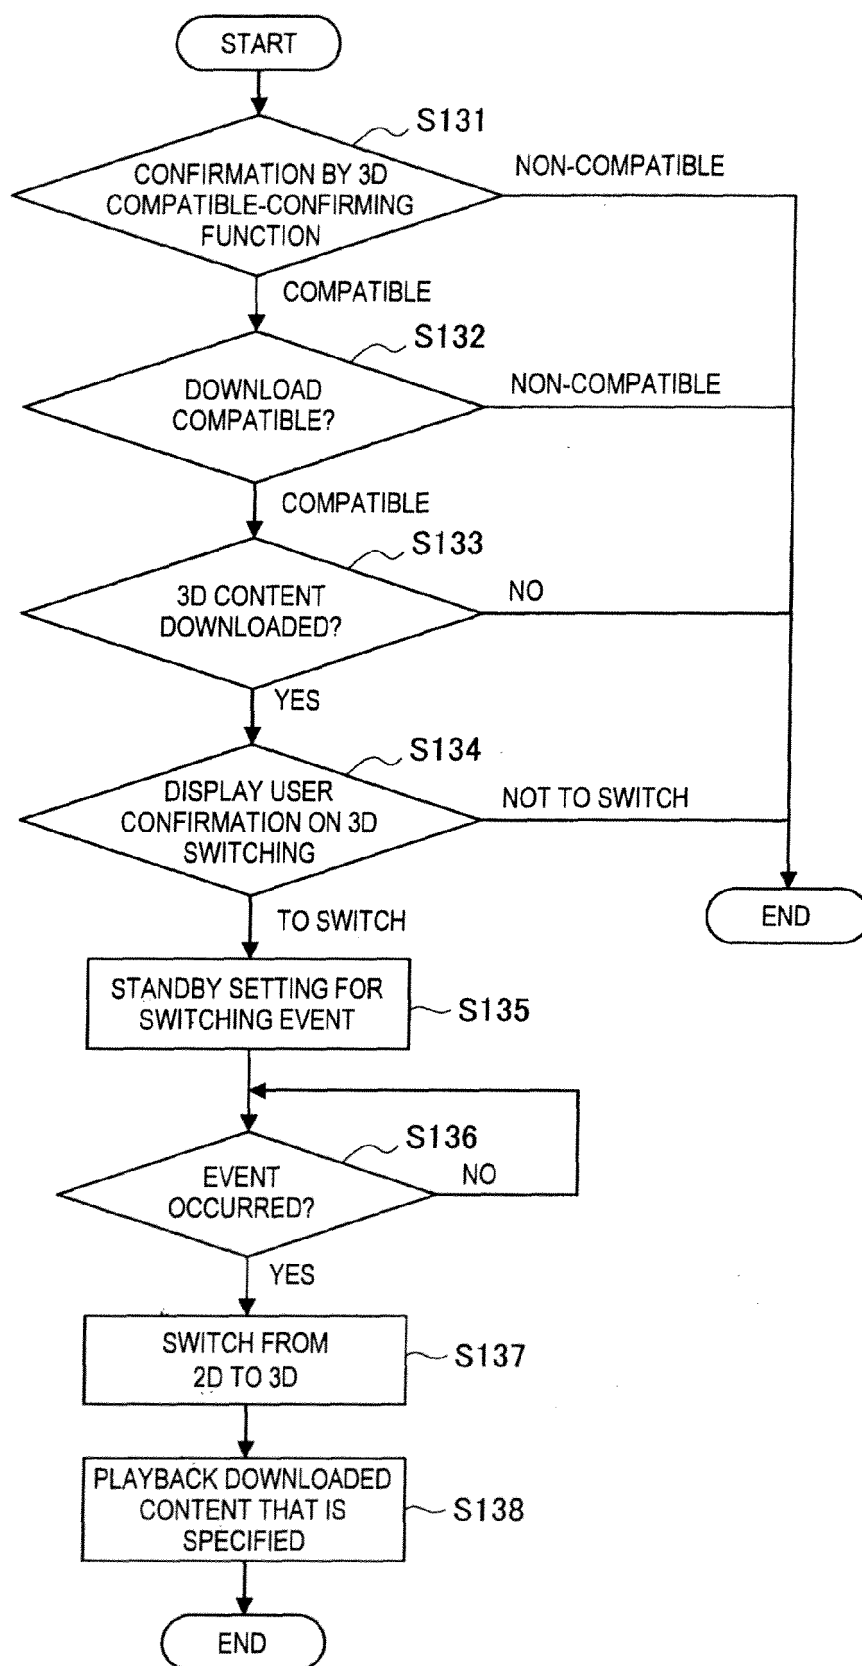 START
S131
CONFIRMATION BY 3D
COMPATIBLE-CONFIRMING
FUNCTION
NON-COMPATIBLE
COMPATIBLE
S132
DOWNLOAD
COMPATIBLE?
NON-COMPATIBLE
COMPATIBLE
S133
3D CONTENT
DOWNLOADED?
NO
YES
S134
DISPLAY USER
CONFIRMATION ON 3D
SWITCHING
NOT TO SWITCH
END
TO SWITCH
STANDBY SETTING FOR
SWITCHING EVENT
S135
S136
EVENT
OCCURRED?
NO
YES
SWITCH FROM
2D TO 3D
S137
PLAYBACK DOWNLOADED
CONTENT THAT IS
SPECIFIED
S138
END